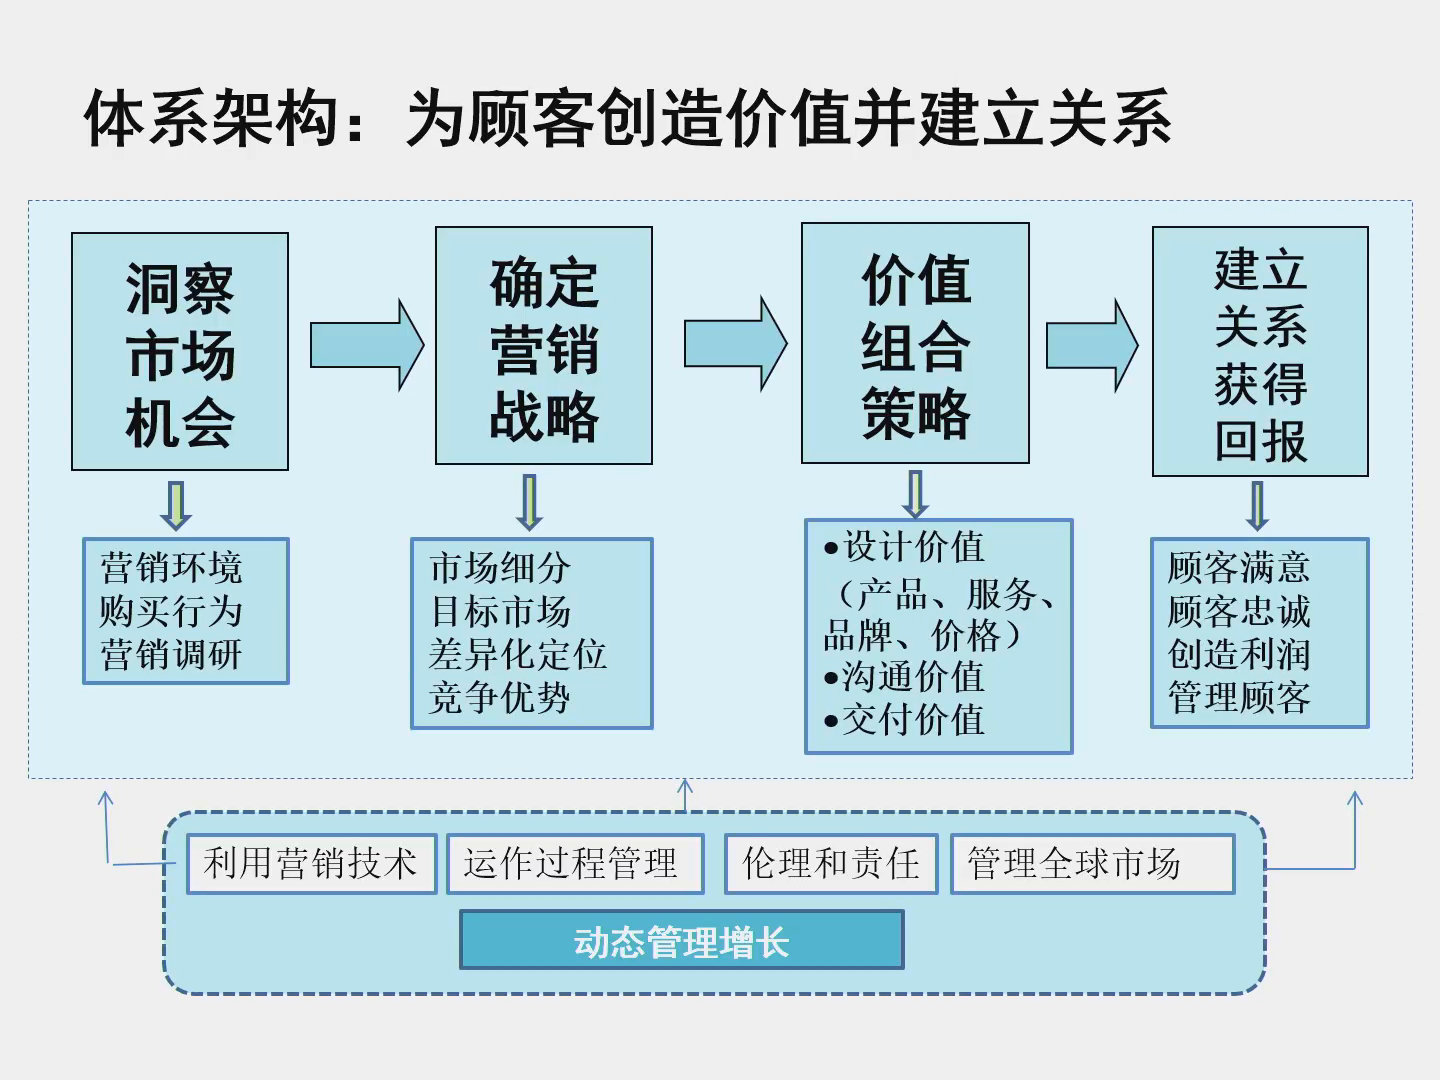 体系架构：为顾客创造价值并建立关系
洞察
市场
机会
确定
营销
战略
价值
组合
策略
建立
关系
获得
回报
营销环境
购买行为
营销调研
市场细分
目标市场
差异化定位
竞争优势
•设计价值
（产品、服务、
品牌、价格）
•沟通价值
•交付价值
顾客满意
顾客忠诚
创造利润
管理顾客
利用营销技术
运作过程管理
伦理和责任
管理全球市场
动态管理增长